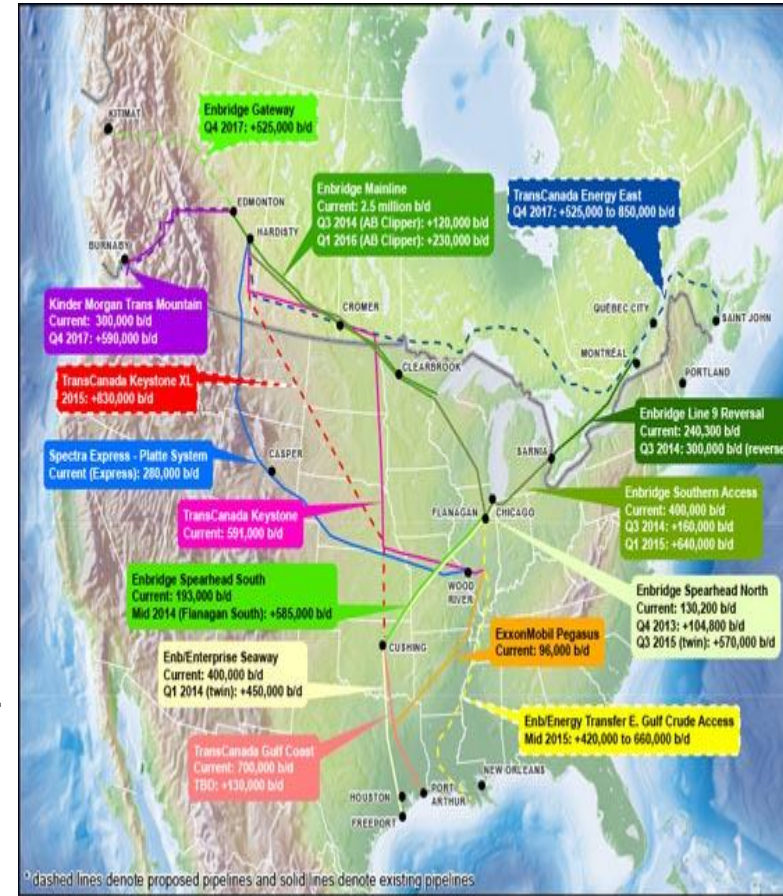 KITIMAT
Enbridge Gateway
Q4 2017: +525,000 b/d
EDMONTON
HARDISTY
Enbridge Mainline
Current: 2.5 million b/d
Q3 2014 (AB Clipper): +120,000 b/d
Q1 2016 (AB Clipper): +230,000 b/d
TransCanada Energy East
Q4 2017: +525,000 to 850,000 b/d
BURNABY
Kinder Morgan Trans Mountain
Current: 300,000 b/d
Q4 2017: +590,000 b/d
CROMER
QUÉBEC CITY
SAINT JOHN
MONTRÉAL
PORTLAND
CLEARBROOK
TransCanada Keystone XL
2015: +830,000 b/d
Enbridge Line 9 Reversal
Current: 240,300 b/d
Q3 2014: 300,000 b/d (reverse
SARNIA
Spectra Express - Platte System
Current (Express): 280,000 b/d
CASPER
Enbridge Southern Access
Current: 400,000 b/d
Q3 2014: +160,000 b/d
Q1 2015: +640,000 b/d
FLANAGAN
CHICAGO
TransCanada Keystone
Current: 591,000 b/d
Enbridge Spearhead South
Current: 193,000 b/d
Mid 2014 (Flanagan South): +585,000 b/d
WOOD
RIVER
Enbridge Spearhead North
Current: 130,200 b/d
Q4 2013: +104,800 b/d
Q3 2015 (twin): +570,000 b/d
CUSHING
ExxonMobil Pegasus
Current: 96,000 b/d
Enb/Enterprise Seaway
Current: 400,000 b/d
Q1 2014 (twin): +450,000 b/d
Enb/Energy Transfer E. Gulf Crude Access
Mid 2015: +420,000 to 660,000 b/d
TransCanada Gulf Coast
Current: 700,000 b/d
TBD: +130,000 b/d
NEW ORLEANS
HOUSTON
PORT
ARTHUR
FREEPORT
* dashed lines denote proposed pipelines and solid lines denote existing pipelines